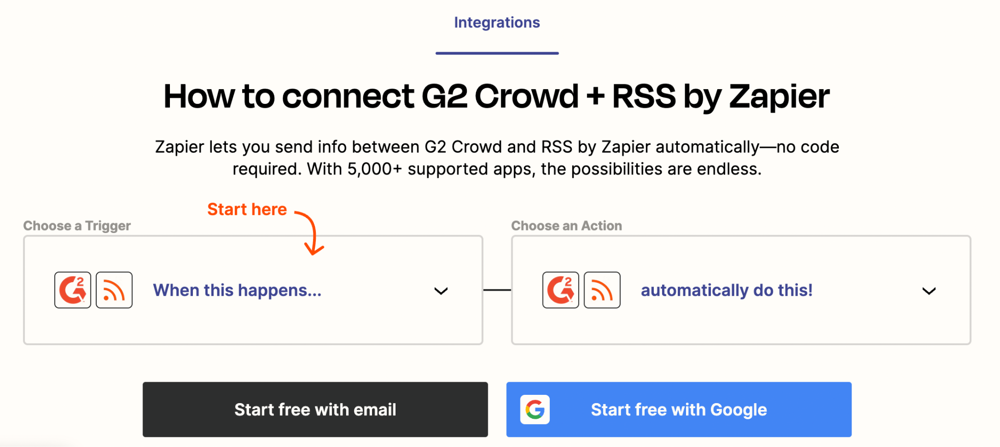 Integrations
How to connect G2 Crowd + RSS by Zapier
Zapier lets you send info between G2 Crowd and RSS by Zapier automatically—no code
required. With 5,000+ supported apps, the possibilities are endless.
Start here
Choose a Trigger
When this happens...
Choose an Action
automatically do this!
Start free with email
Start free with Google